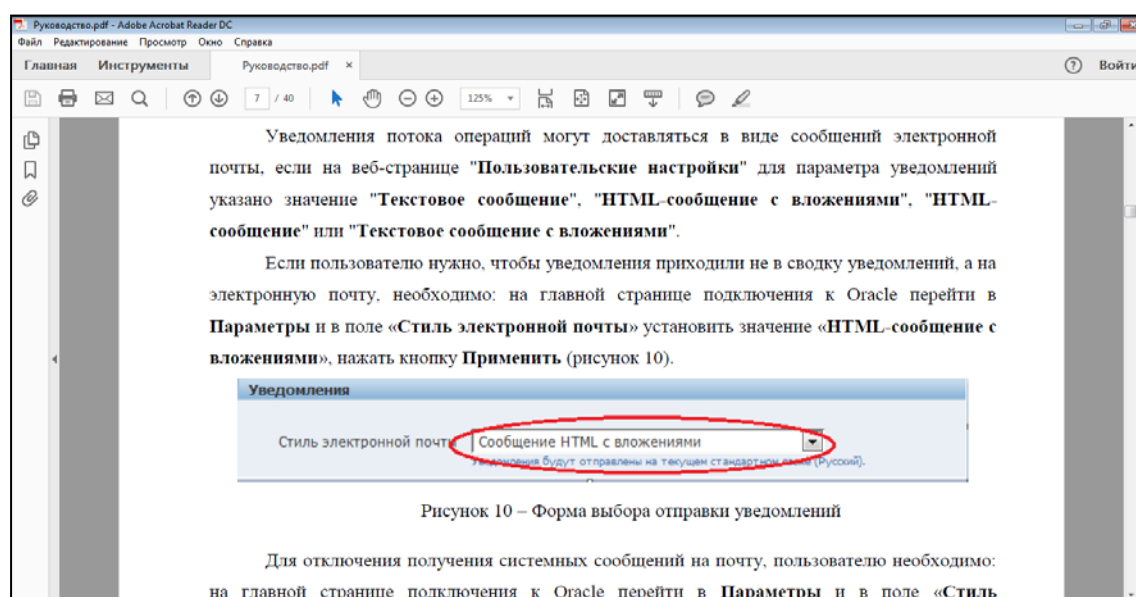 Руководство.pdf - Adobe Acrobat Reader DC
Файл Редактирование Просмотр Окно Справка
Главная Инструменты Руководство.pdf × ? Войти
7 / 40 125%
Уведомления потока операций могут доставляться в виде сообщений электронной
почты, если на веб-странице "Пользовательские настройки" для параметра уведомлений
указано значение "Текстовое сообщение", "HTML-сообщение с вложениями", "HTML-
сообщение" или "Текстовое сообщение с вложениями".
Если пользователю нужно, чтобы уведомления приходили не в сводку уведомлений, а на
электронную почту, необходимо: на главной странице подключения к Oracle перейти в
Параметры и в поле «Стиль электронной почты» установить значение «HTML-сообщение с
вложениями», нажать кнопку Применить (рисунок 10).
Уведомления
Стиль электронной почты Сообщение HTML с вложениями
Уведомления будут отправлены на текущем стандартном языке (Русский).
Рисунок 10 – Форма выбора отправки уведомлений
Для отключения получения системных сообщений на почту, пользователю необходимо:
на главной странице подключения к Oracle перейти в Параметры и в поле «Стиль